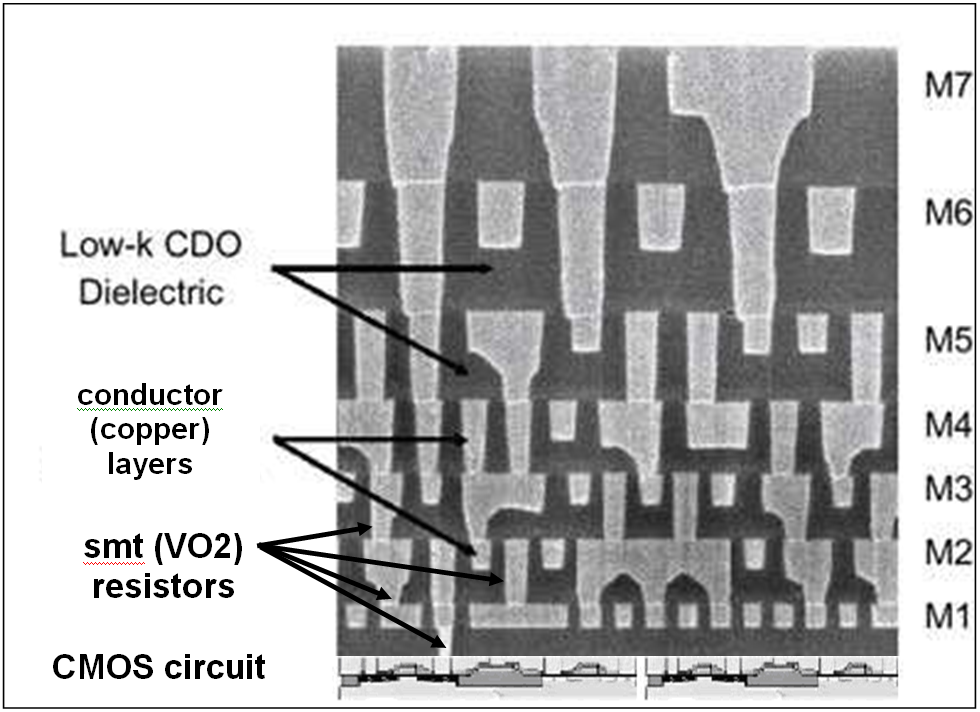 M7
M6
Low-k CDO
Dielectric
M5
conductor
(copper)
layers
M4
M3
smt (VO2)
resistors
M2
M1
CMOS circuit